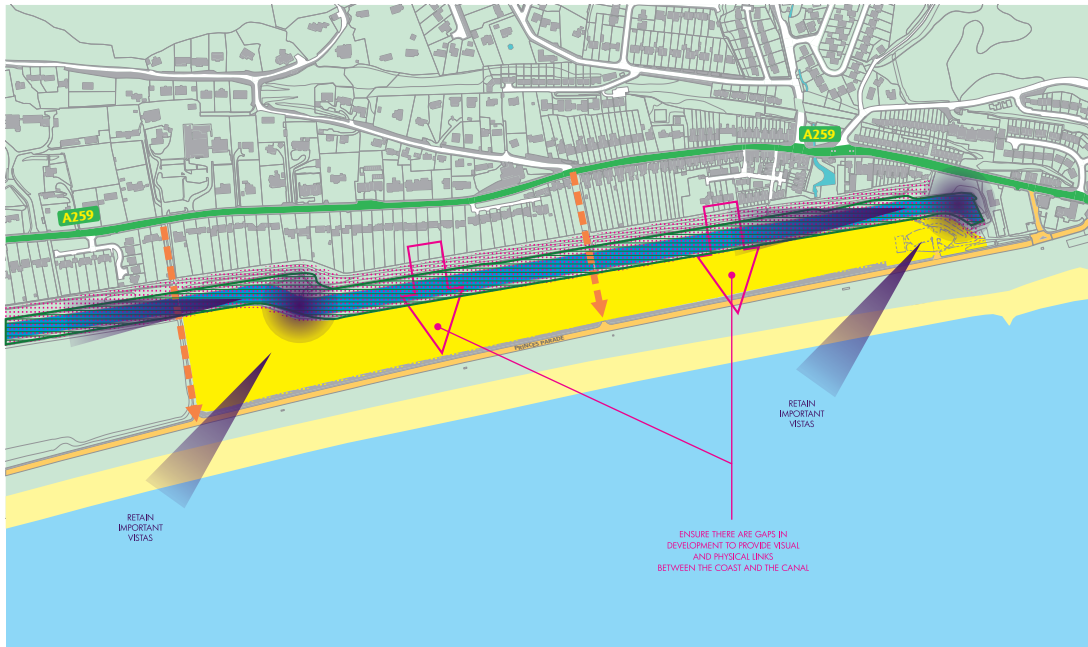 A259
A259
PRINCES PARADE
RETAIN
IMPORTANT
VISTAS
RETAIN
IMPORTANT
VISTAS
ENSURE THERE ARE GAPS IN
DEVELOPMENT TO PROVIDE VISUAL
AND PHYSICAL LINKS
BETWEEN THE COAST AND THE CANAL